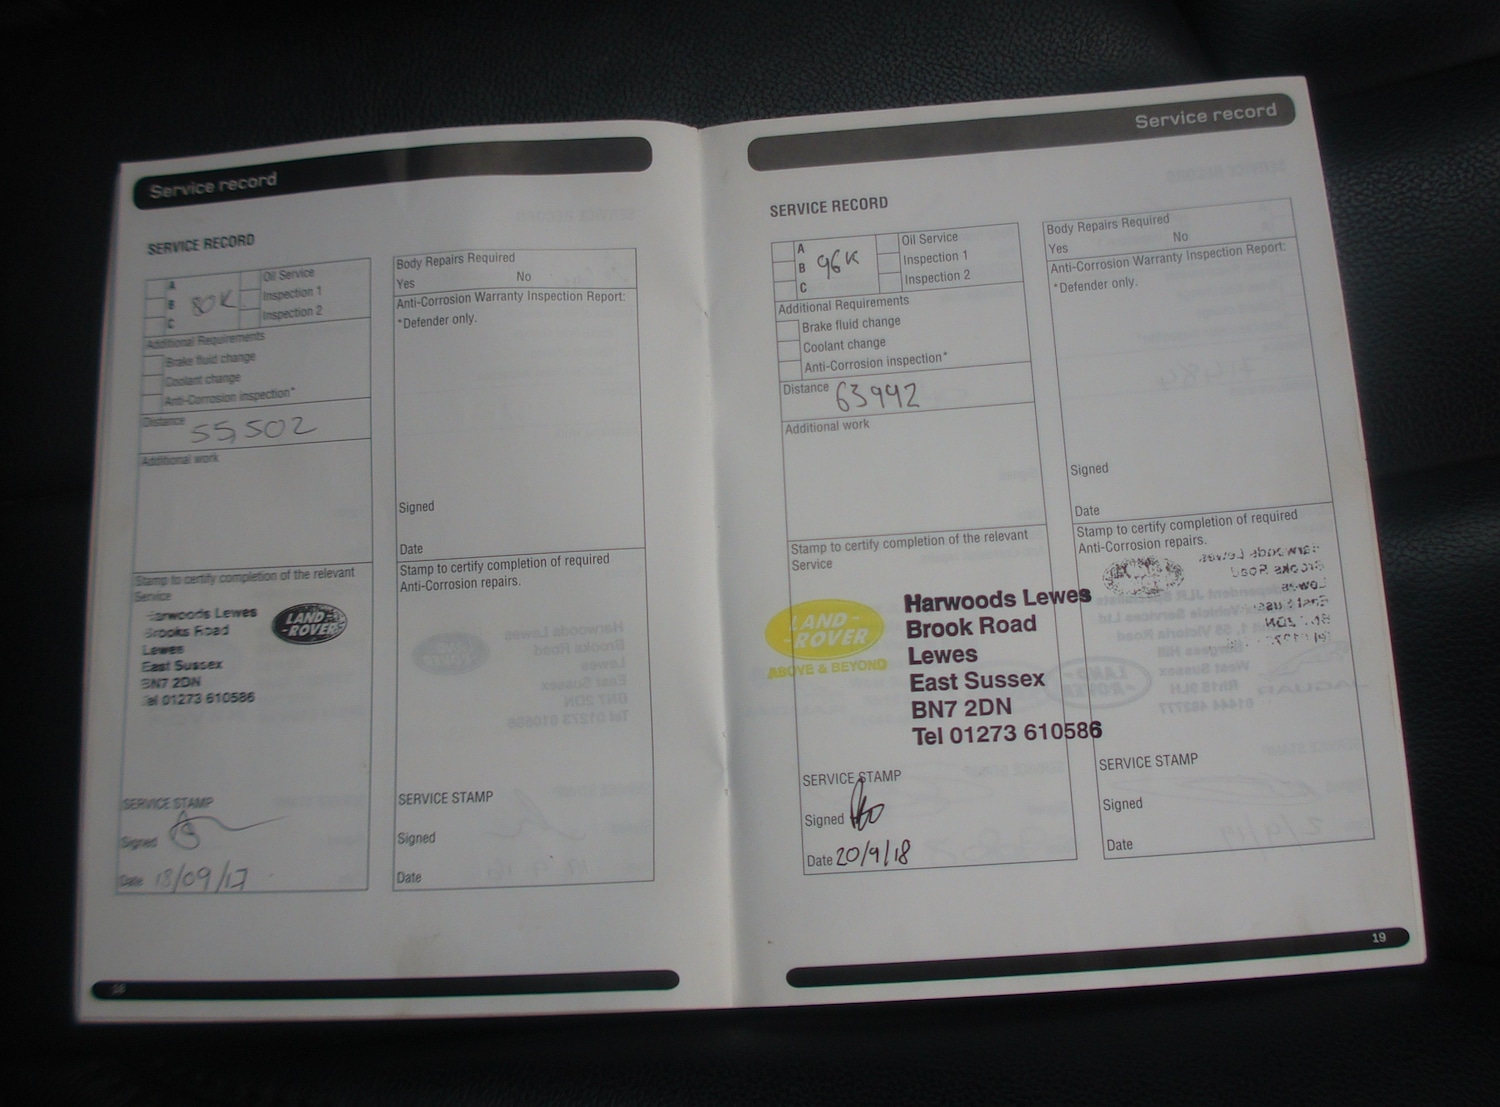 Service record
SERVICE RECORD
A
B
C
80K
Oil Service
Inspection 1
Inspection 2
Additional Requirements
Brake fluid change
Coolant change
Anti-Corrosion inspection*
Distance
55,502
Additional work
Stamp to certify completion of the relevant
Service
Harwoods Lewes
Brooks Road
Lewes
East Sussex
BN7 2DN
Tel 01273 610586
LAND-
-ROVER
SERVICE STAMP
Signed
Date 18/09/17
Body Repairs Required
Yes No
Anti-Corrosion Warranty Inspection Report:
*Defender only.
Signed
Date
Stamp to certify completion of required
Anti-Corrosion repairs.
SERVICE STAMP
Signed
Date
18
Service record
SERVICE RECORD
A
B
C
96K
Oil Service
Inspection 1
Inspection 2
Additional Requirements
Brake fluid change
Coolant change
Anti-Corrosion inspection*
Distance 63992
Additional work
Stamp to certify completion of the relevant
Service
LAND-
-ROVER
ABOVE & BEYOND
Harwoods Lewes
Brook Road
Lewes
East Sussex
BN7 2DN
Tel 01273 610586
SERVICE STAMP
Signed
Date 20/9/18
Body Repairs Required
Yes No
Anti-Corrosion Warranty Inspection Report:
*Defender only.
Signed
Date
Stamp to certify completion of required
Anti-Corrosion repairs.
SERVICE STAMP
Signed
Date
19